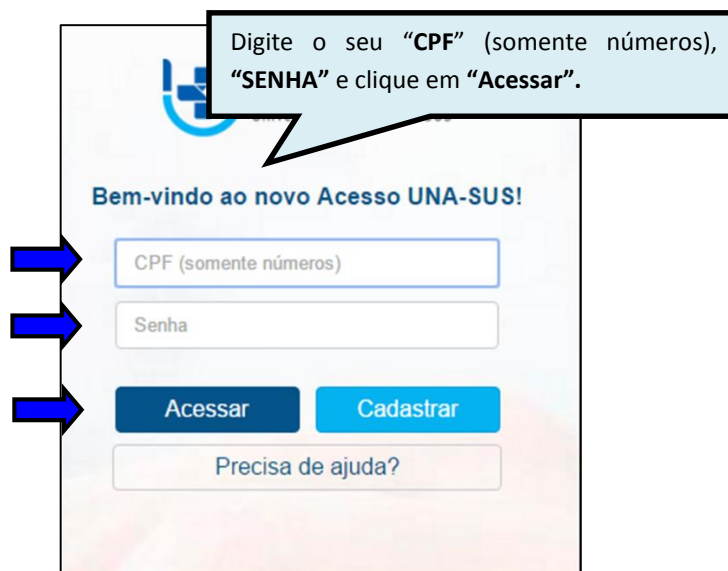 Digite o seu “CPF” (somente números),
“SENHA” e clique em “Acessar”.
Bem-vindo ao novo Acesso UNA-SUS!
CPF (somente números)
Senha
Acessar Cadastrar
Precisa de ajuda?